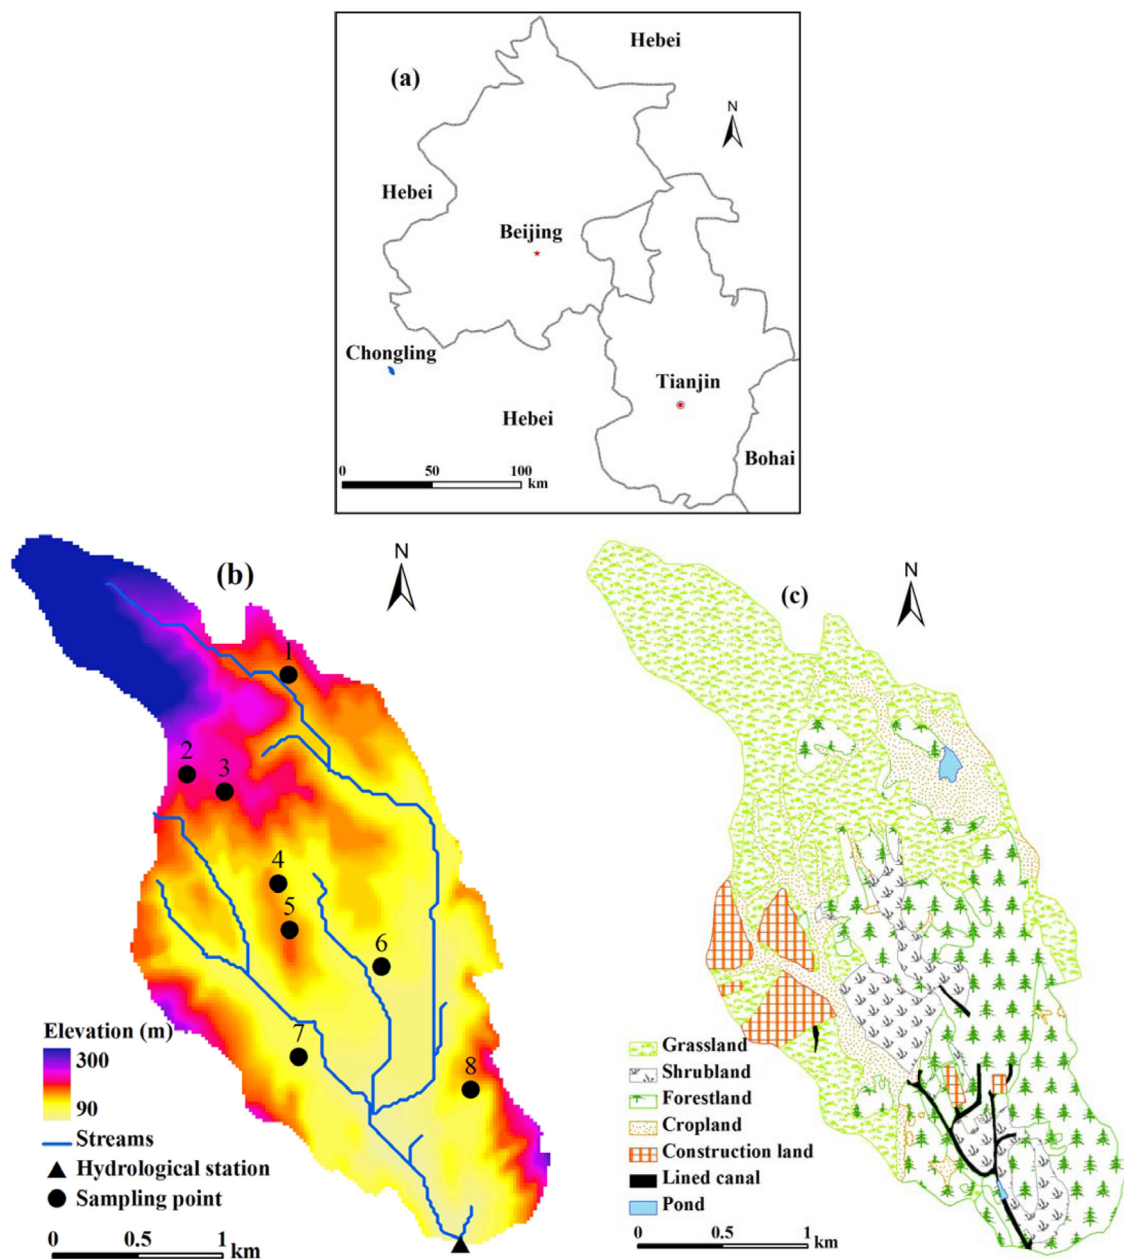 Hebei
(a)
N
Hebei
Beijing
Chongling
Tianjin
Hebei
Bohai
0 50 100
km
(b)
N
1
2
3
4
5
6
7
8
Elevation (m)
300
90
Streams
Hydrological station
Sampling point
0 0.5 1
km
(c)
N
Grassland
Shrubland
Forestland
Cropland
Construction land
Lined canal
Pond
0 0.5 1
km